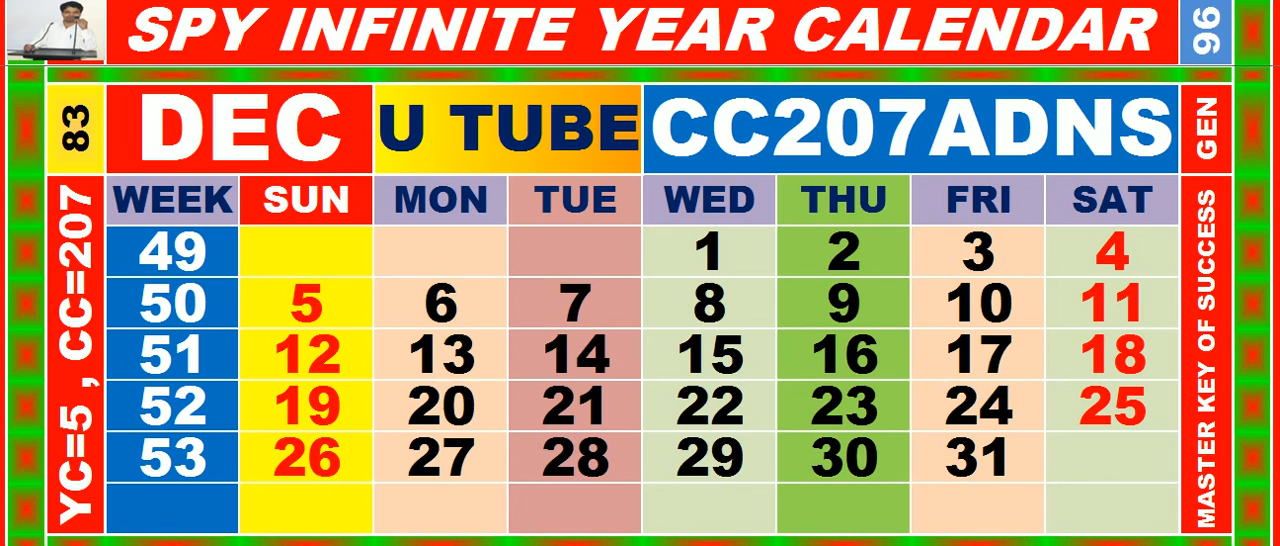 SPY INFINITE YEAR CALENDAR 96
83 DEC U TUBE CC207ADNS GEN
YC=5 , CC=207
WEEK SUN MON TUE WED THU FRI SAT
49 1 2 3 4
50 5 6 7 8 9 10 11
51 12 13 14 15 16 17 18
52 19 20 21 22 23 24 25
53 26 27 28 29 30 31
MASTER KEY OF SUCCESS